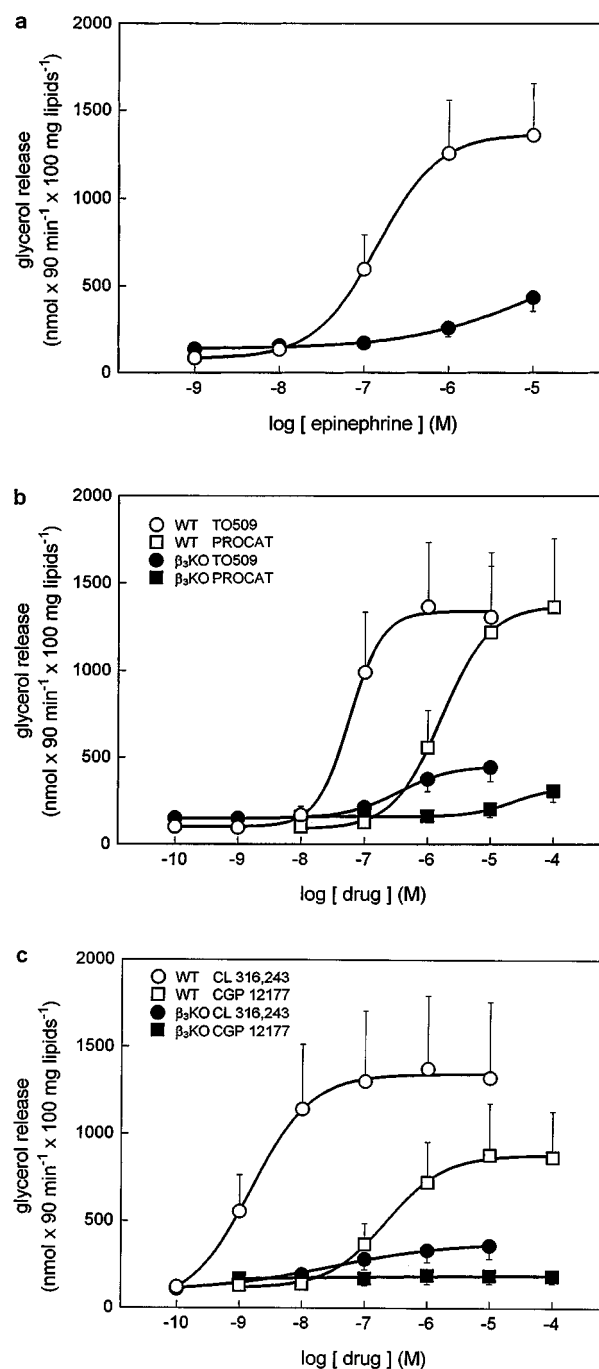 a
2000
1500
1000
500
0
glycerol release
(nmol x 90 min⁻¹ x 100 mg lipids⁻¹)
-9 -8 -7 -6 -5
log [ epinephrine ] (M)
b
2000
1500
1000
500
0
glycerol release
(nmol x 90 min⁻¹ x 100 mg lipids⁻¹)
WT TO509
WT PROCAT
β₃KO TO509
β₃KO PROCAT
-10 -9 -8 -7 -6 -5 -4
log [ drug ] (M)
c
2000
1500
1000
500
0
glycerol release
(nmol x 90 min⁻¹ x 100 mg lipids⁻¹)
WT CL 316,243
WT CGP 12177
β₃KO CL 316,243
β₃KO CGP 12177
-10 -9 -8 -7 -6 -5 -4
log [ drug ] (M)